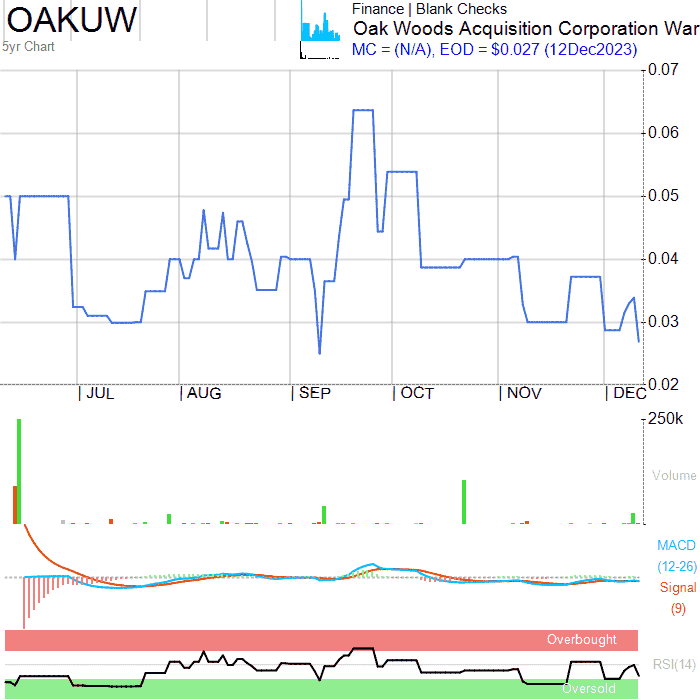 OAKUW
5yr Chart
Finance | Blank Checks
Oak Woods Acquisition Corporation War
MC = (N/A), EOD = $0.027 (12Dec2023)
0.07
0.06
0.05
0.04
0.03
0.02
JUL AUG SEP OCT NOV DEC
250k
Volume
MACD
(12-26)
Signal
(9)
Overbought
RSI(14)
Oversold